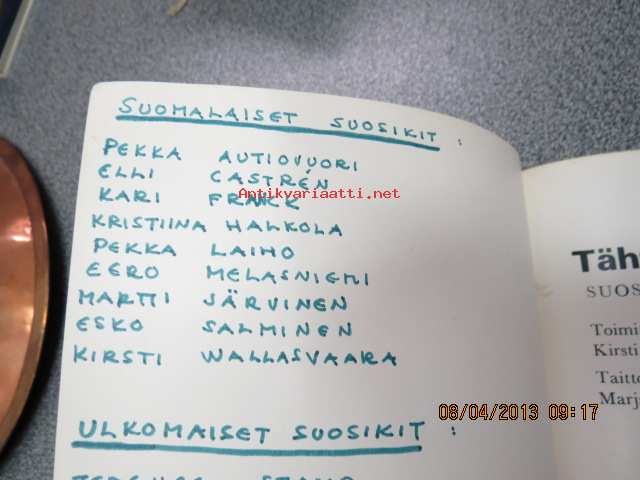 SUOMALAISET SUOSIKIT :
PEKKA AUTIOVUORI
ELLI CASTRÉN
Antikvariaatti.net
KARI FRANCK
KRISTIINA HALKOLA
PEKKA LAIHO
EERO MELASNIEMI
MARTTI JÄRVINEN
ESKO SALMINEN
KIRSTI WALLASVAARA
ULKOMAISET SUOSIKIT :
Täh
SUOS
Toimi
Kirsti
Taitto
Marj
08/04/2013 09:17